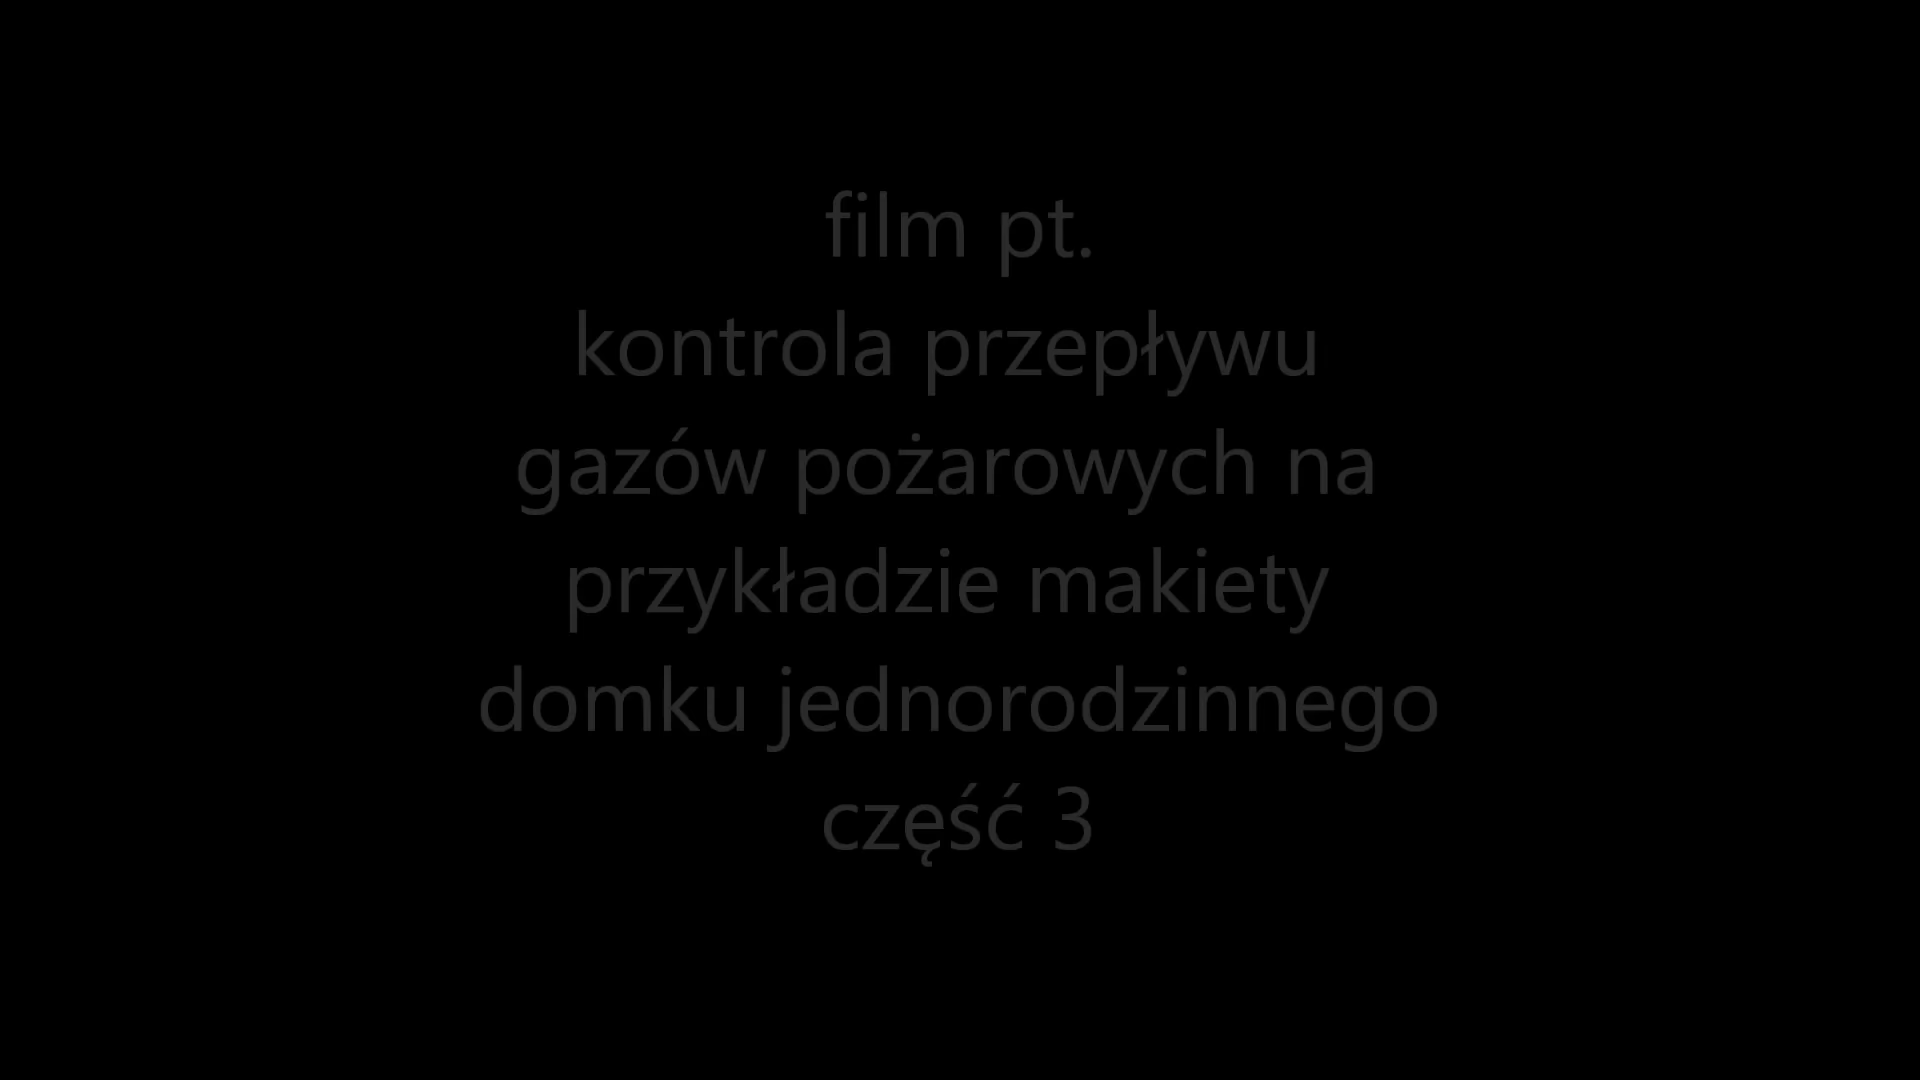 film pt.
kontrola przepływu
gazów pożarowych na
przykładzie makiety
domku jednorodzinnego
część 3